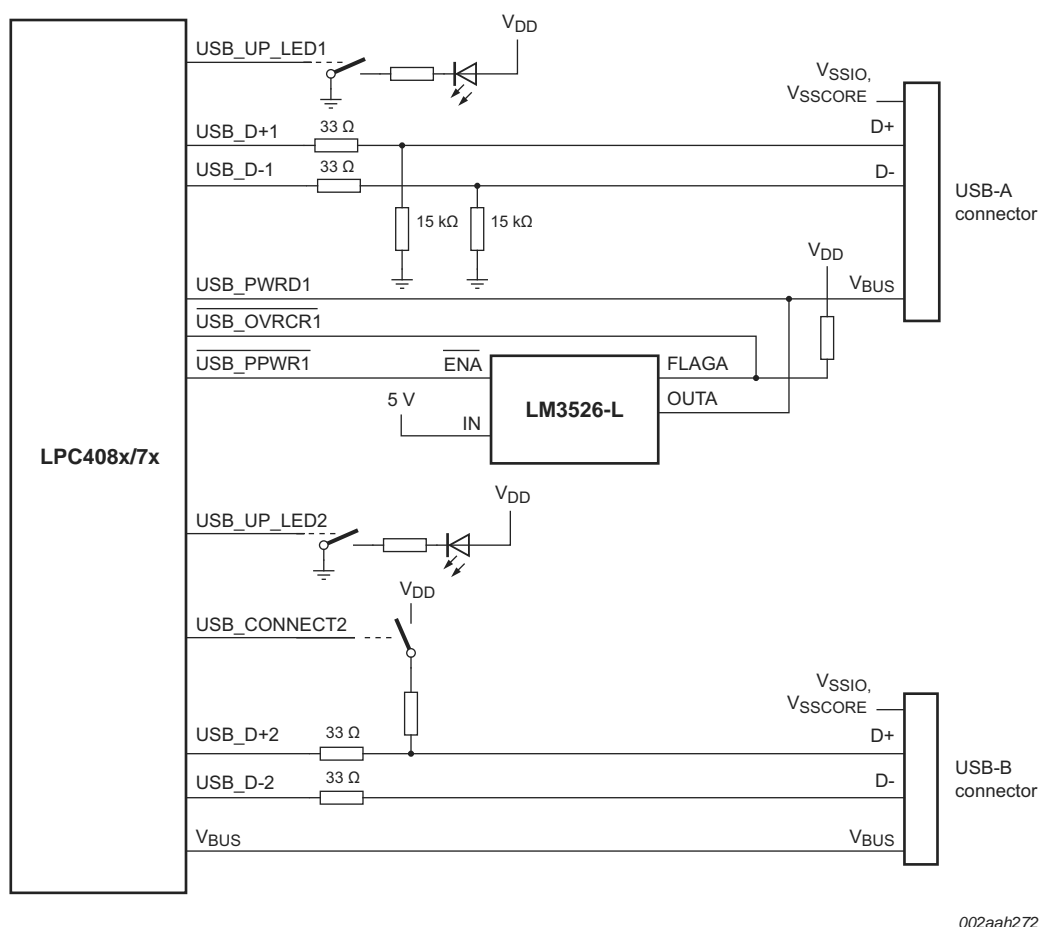 VDD
USB_UP_LED1
VSSIO,
VSSCORE
USB_D+1
33 Ω
D+
USB_D-1
33 Ω
D-
USB-A
connector
15 kΩ
15 kΩ
VDD
USB_PWRD1
VBUS
USB_OVRCR1
USB_PPWR1
ENA
FLAGA
5 V
IN
LM3526-L
OUTA
LPC408x/7x
VDD
USB_UP_LED2
VDD
USB_CONNECT2
VSSIO,
VSSCORE
USB_D+2
33 Ω
D+
USB_D-2
33 Ω
D-
USB-B
connector
VBUS
VBUS
002aah272